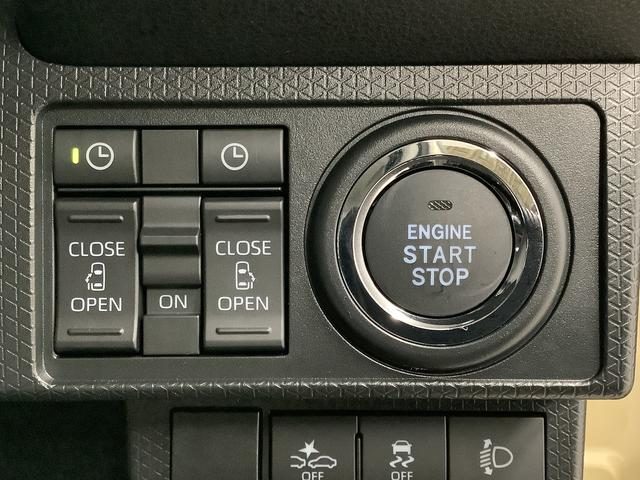 CLOSE
OPEN
ON
CLOSE
OPEN
ENGINE
START
STOP
OFF
OFF